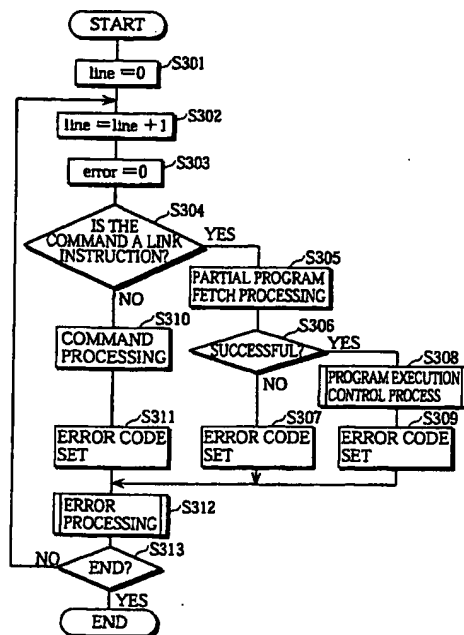 START
S301
line=0
S302
line=line+1
S303
error=0
S304
IS THE
COMMAND A LINK
INSTRUCTION?
YES
NO
S305
PARTIAL PROGRAM
FETCH PROCESSING
S310
COMMAND
PROCESSING
S306
SUCCESSFUL?
YES
NO
S308
PROGRAM EXECUTION
CONTROL PROCESS
S311
ERROR CODE
SET
S307
ERROR CODE
SET
S309
ERROR CODE
SET
S312
ERROR
PROCESSING
S313
NO
END?
YES
END